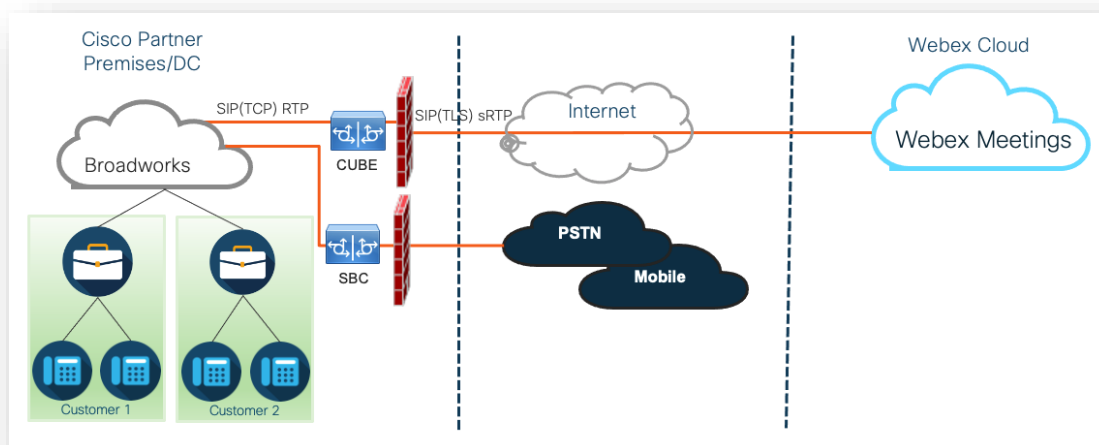 Cisco Partner
Premises/DC
Webex Cloud
SIP(TCP) RTP
SIP(TLS) sRTP
Internet
Webex Meetings
Broadworks
CUBE
PSTN
SBC
Mobile
Customer 1
Customer 2